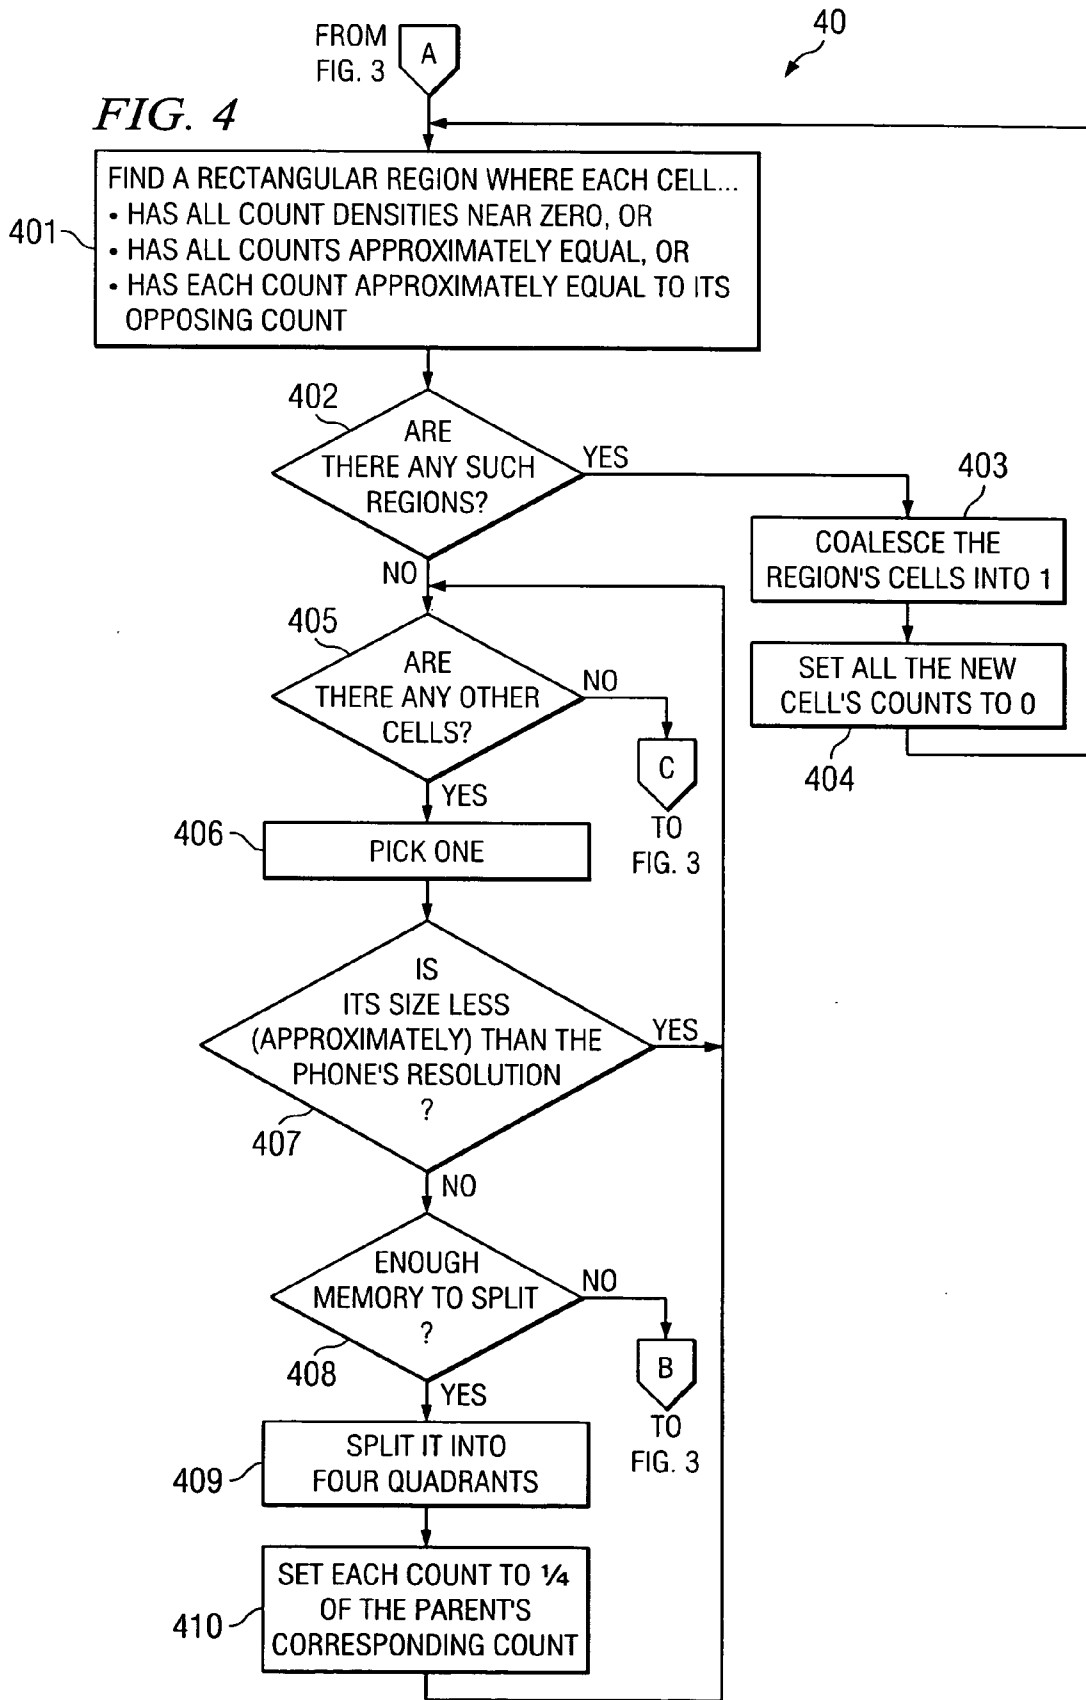 FROM
FIG. 3
A
40
FIG. 4
FIND A RECTANGULAR REGION WHERE EACH CELL...
• HAS ALL COUNT DENSITIES NEAR ZERO, OR
• HAS ALL COUNTS APPROXIMATELY EQUAL, OR
• HAS EACH COUNT APPROXIMATELY EQUAL TO ITS
OPPOSING COUNT
401
402
ARE
THERE ANY SUCH
REGIONS?
YES
NO
403
COALESCE THE
REGION'S CELLS INTO 1
SET ALL THE NEW
CELL'S COUNTS TO 0
404
405
ARE
THERE ANY OTHER
CELLS?
NO
C
TO
FIG. 3
YES
406
PICK ONE
IS
ITS SIZE LESS
(APPROXIMATELY) THAN THE
PHONE'S RESOLUTION
?
YES
407
NO
ENOUGH
MEMORY TO SPLIT
?
NO
408
B
TO
FIG. 3
YES
SPLIT IT INTO
FOUR QUADRANTS
409
SET EACH COUNT TO 1/4
OF THE PARENT'S
CORRESPONDING COUNT
410